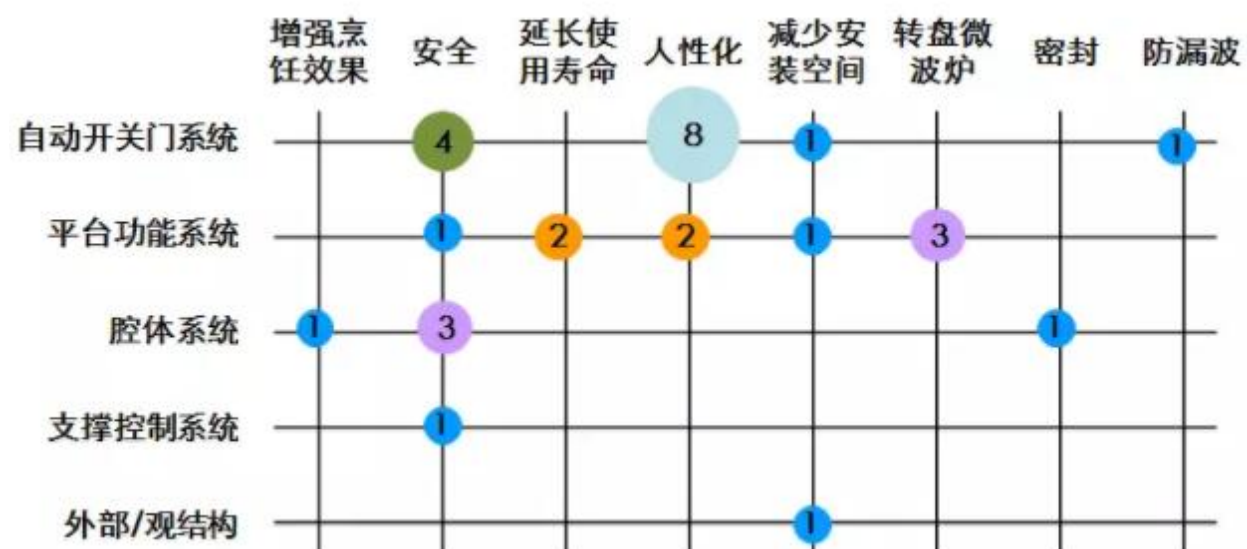 增强烹 安全 延长使 人性化 减少安 转盘微 密封 防漏波
饪效果 用寿命 装空间 波炉
自动开关门系统 4 8 1 1
平台功能系统 1 2 2 1 3
腔体系统 1 3 1
支撑控制系统 1
外部/观结构 1